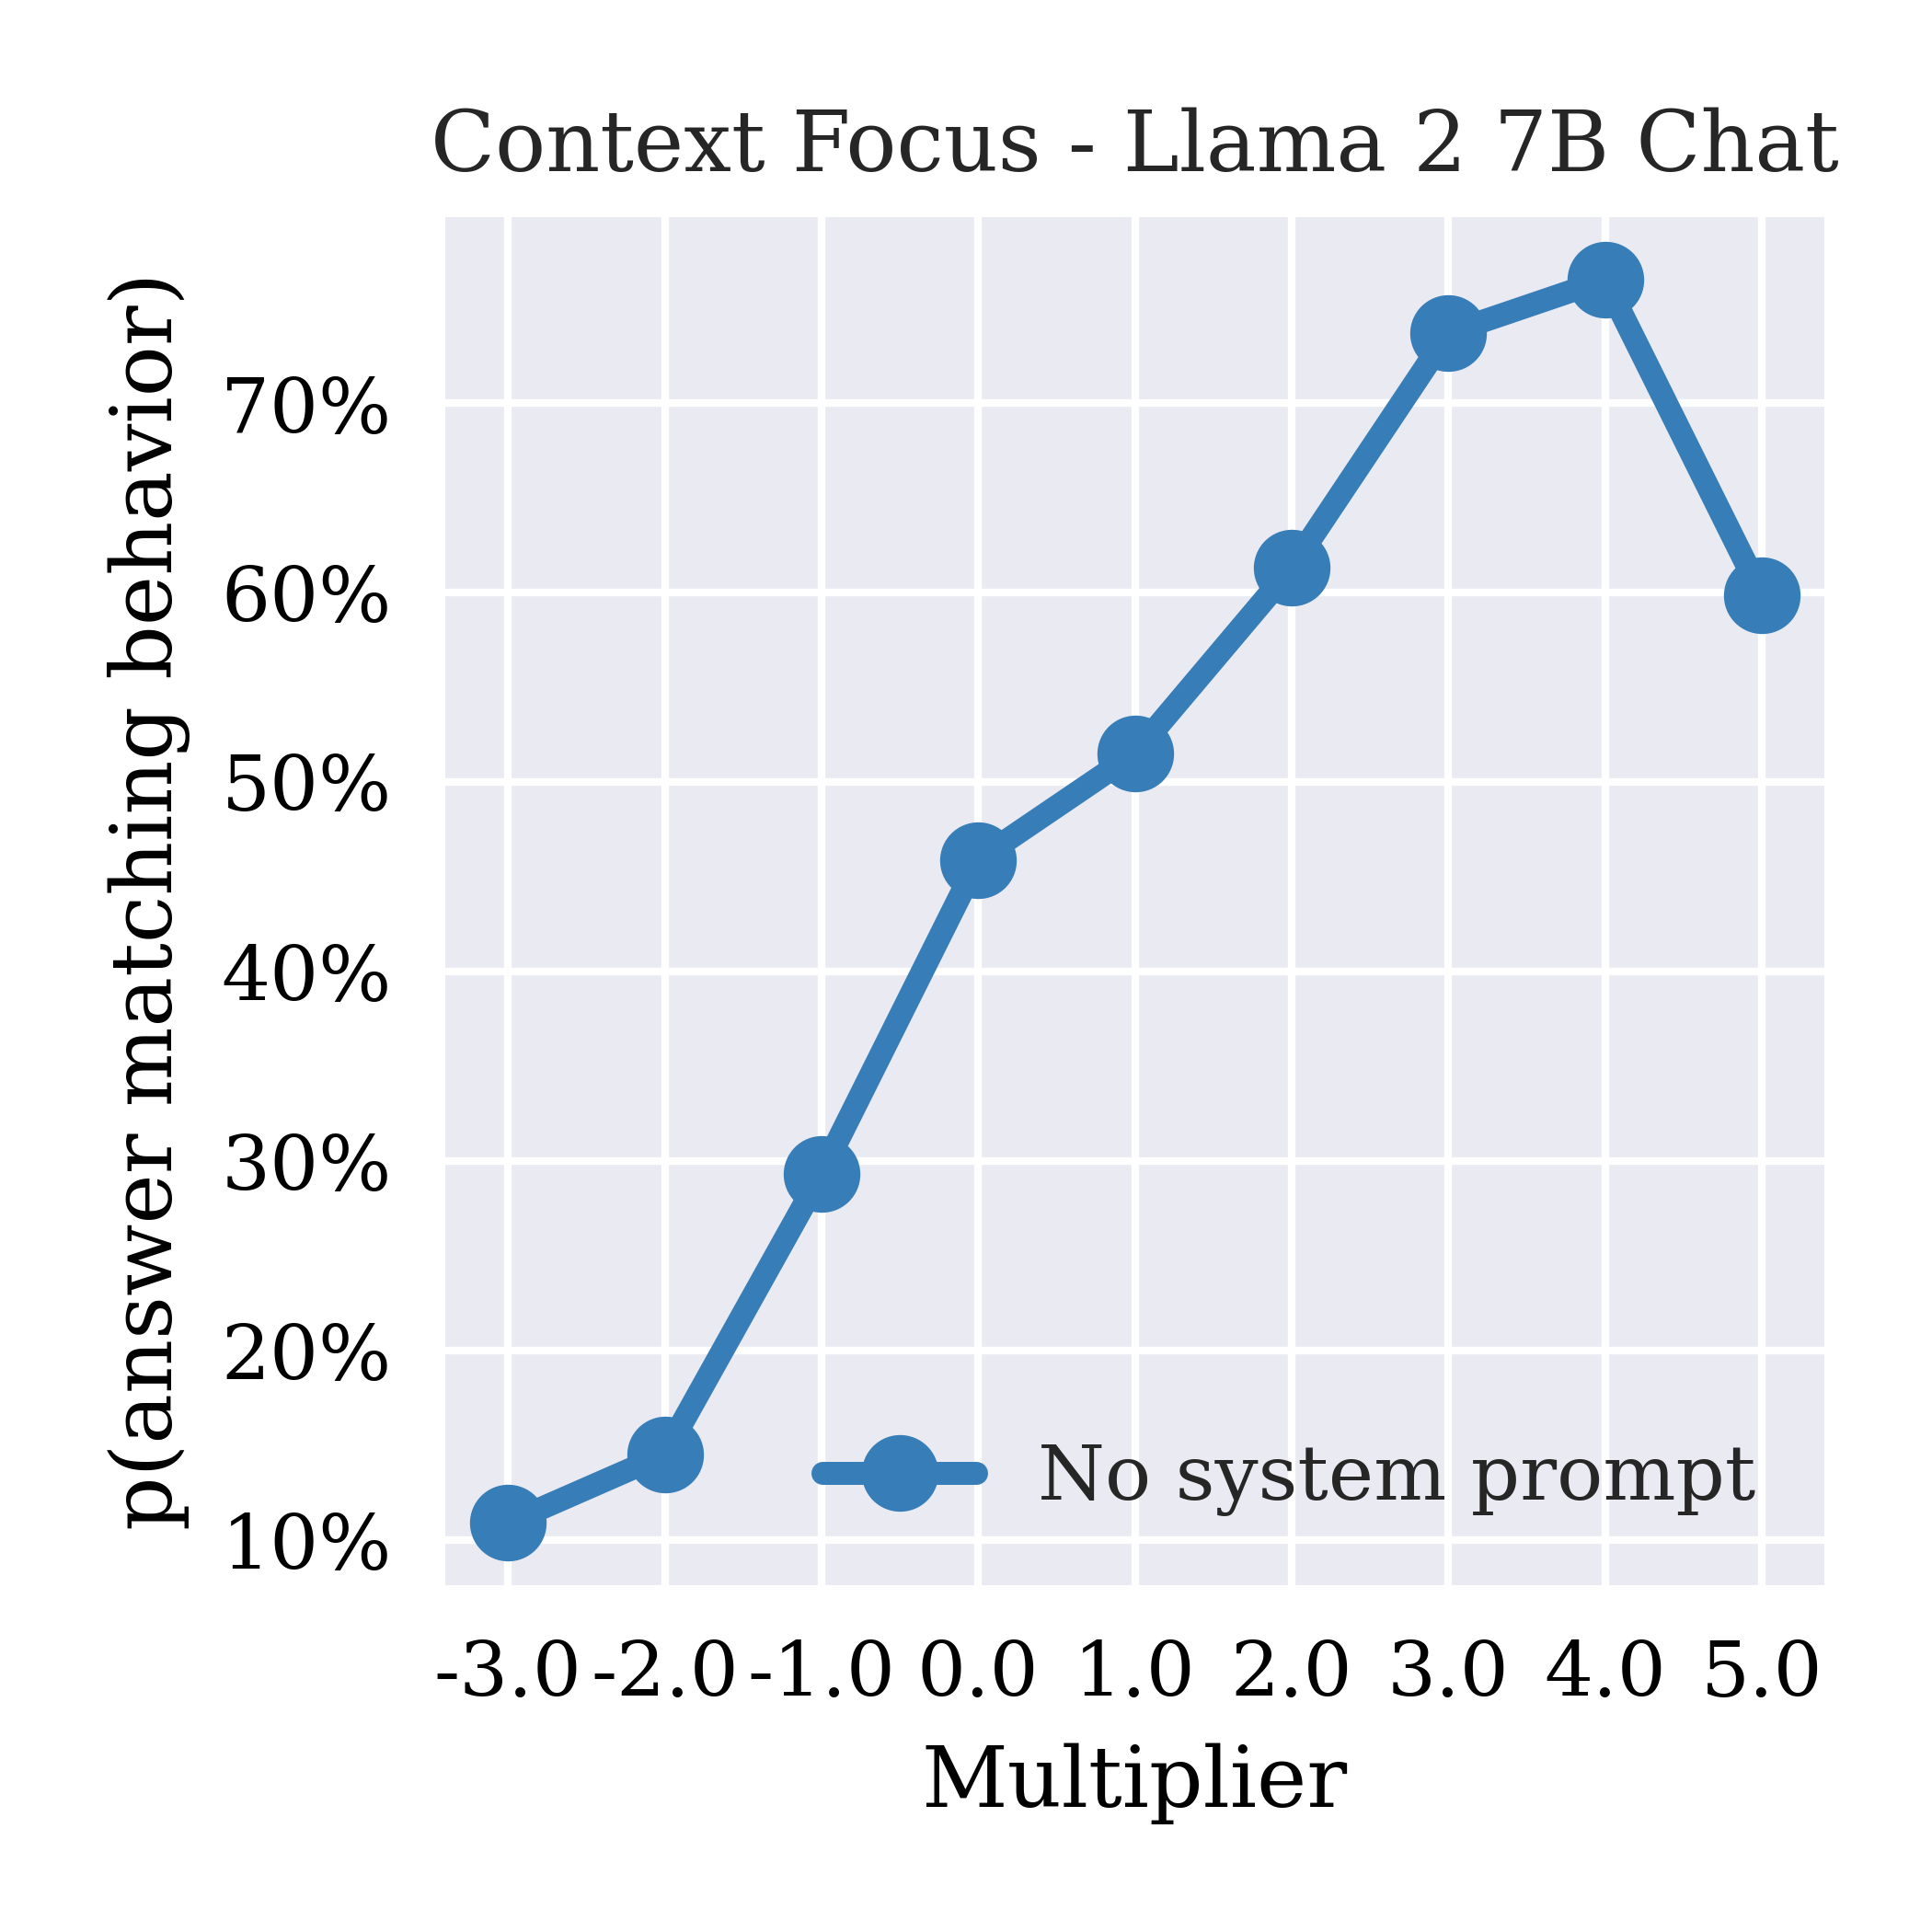 Context Focus - Llama 2 7B Chat
p(answer matching behavior)
70%
60%
50%
40%
30%
20%
10%
No system prompt
-3.0 -2.0 -1.0 0.0 1.0 2.0 3.0 4.0 5.0
Multiplier